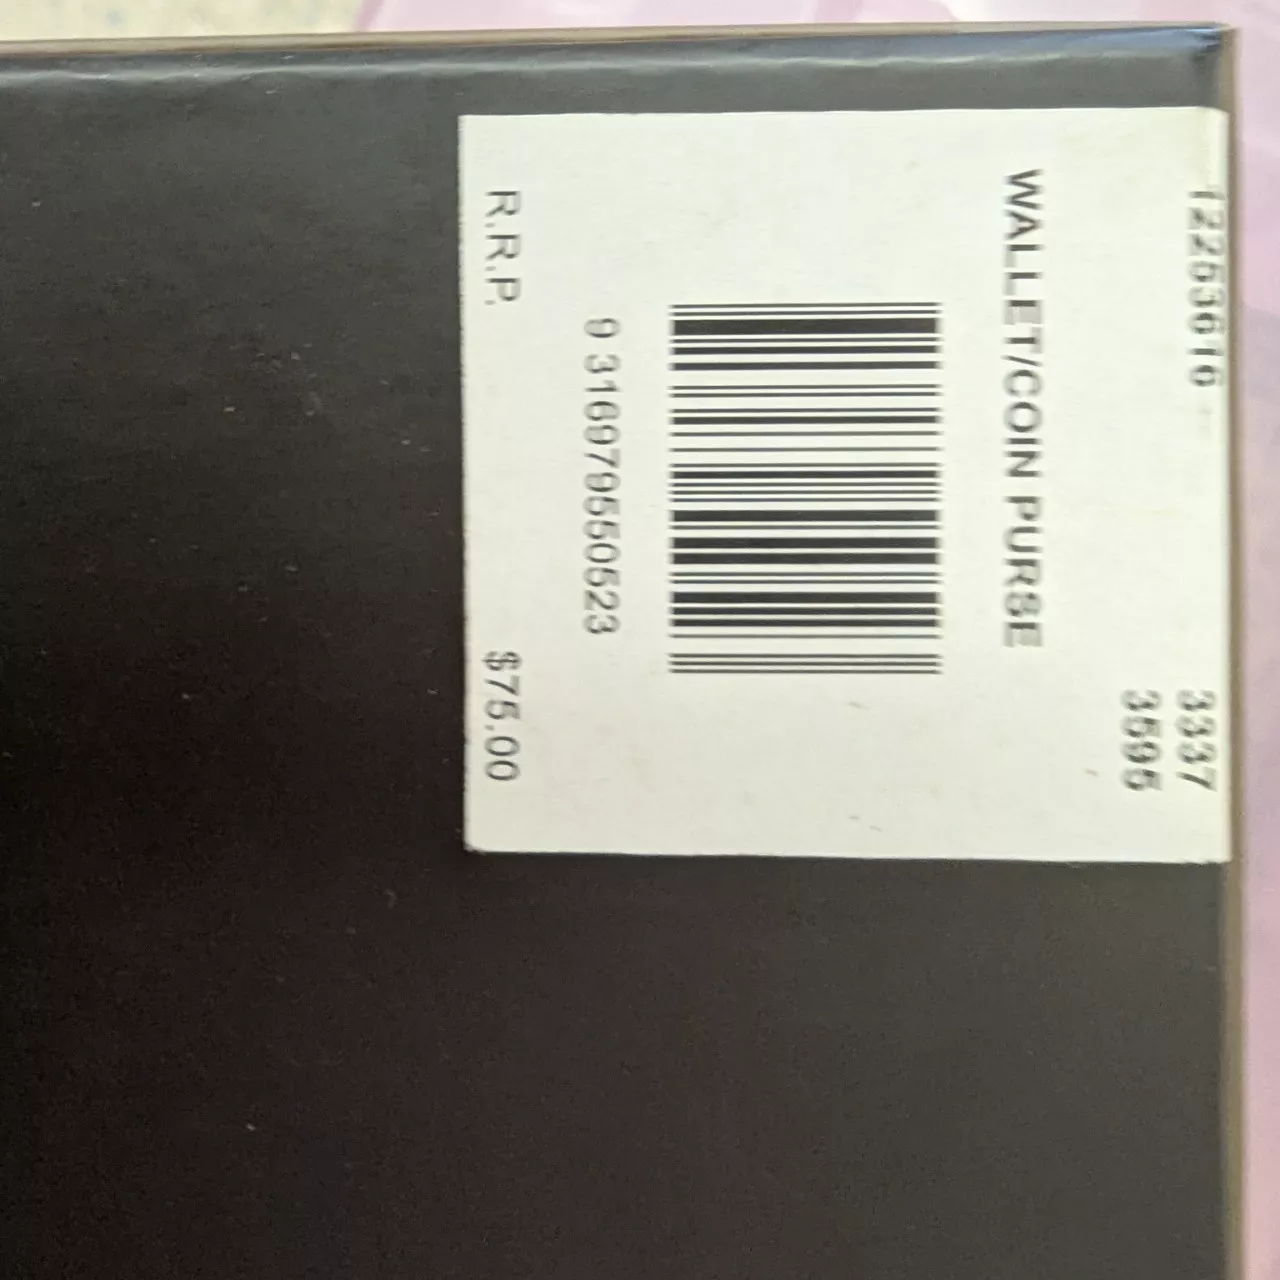 12253616 3337
3595
WALLET/COIN PURSE
9 316979550523
R.R.P. $75.00